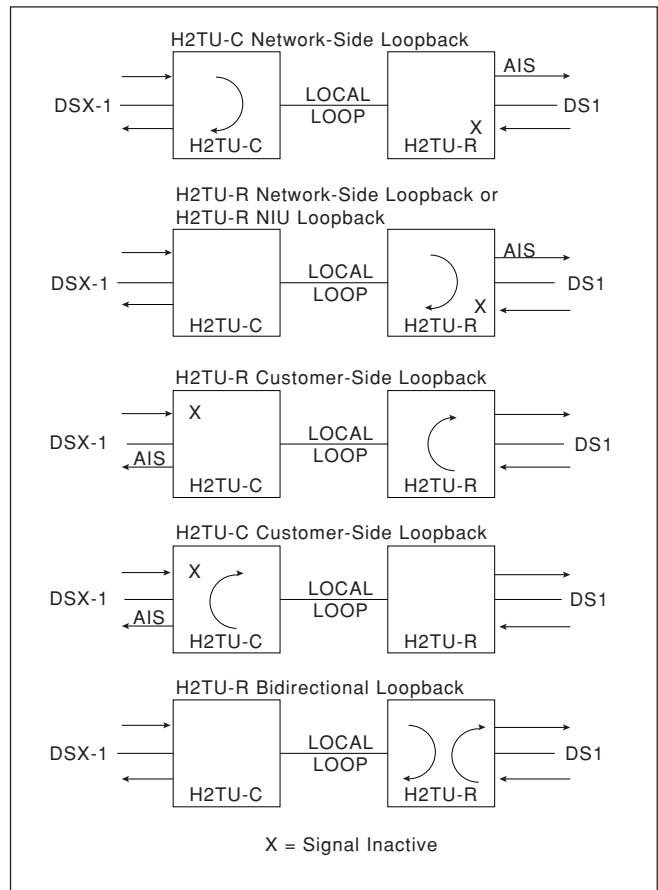 H2TU-C Network-Side Loopback
AIS
LOCAL
DSX-1
DS1
LOOP
X
H2TU-C
H2TU-R
H2TU-R Network-Side Loopback or
H2TU-R NIU Loopback
AIS
LOCAL
DSX-1
DS1
LOOP
X
H2TU-C
H2TU-R
H2TU-R Customer-Side Loopback
X
LOCAL
DSX-1
DS1
AIS
LOOP
H2TU-C
H2TU-R
H2TU-C Customer-Side Loopback
X
LOCAL
DSX-1
DS1
AIS
LOOP
H2TU-C
H2TU-R
H2TU-R Bidirectional Loopback
LOCAL
DSX-1
DS1
LOOP
H2TU-C
H2TU-R
X = Signal Inactive